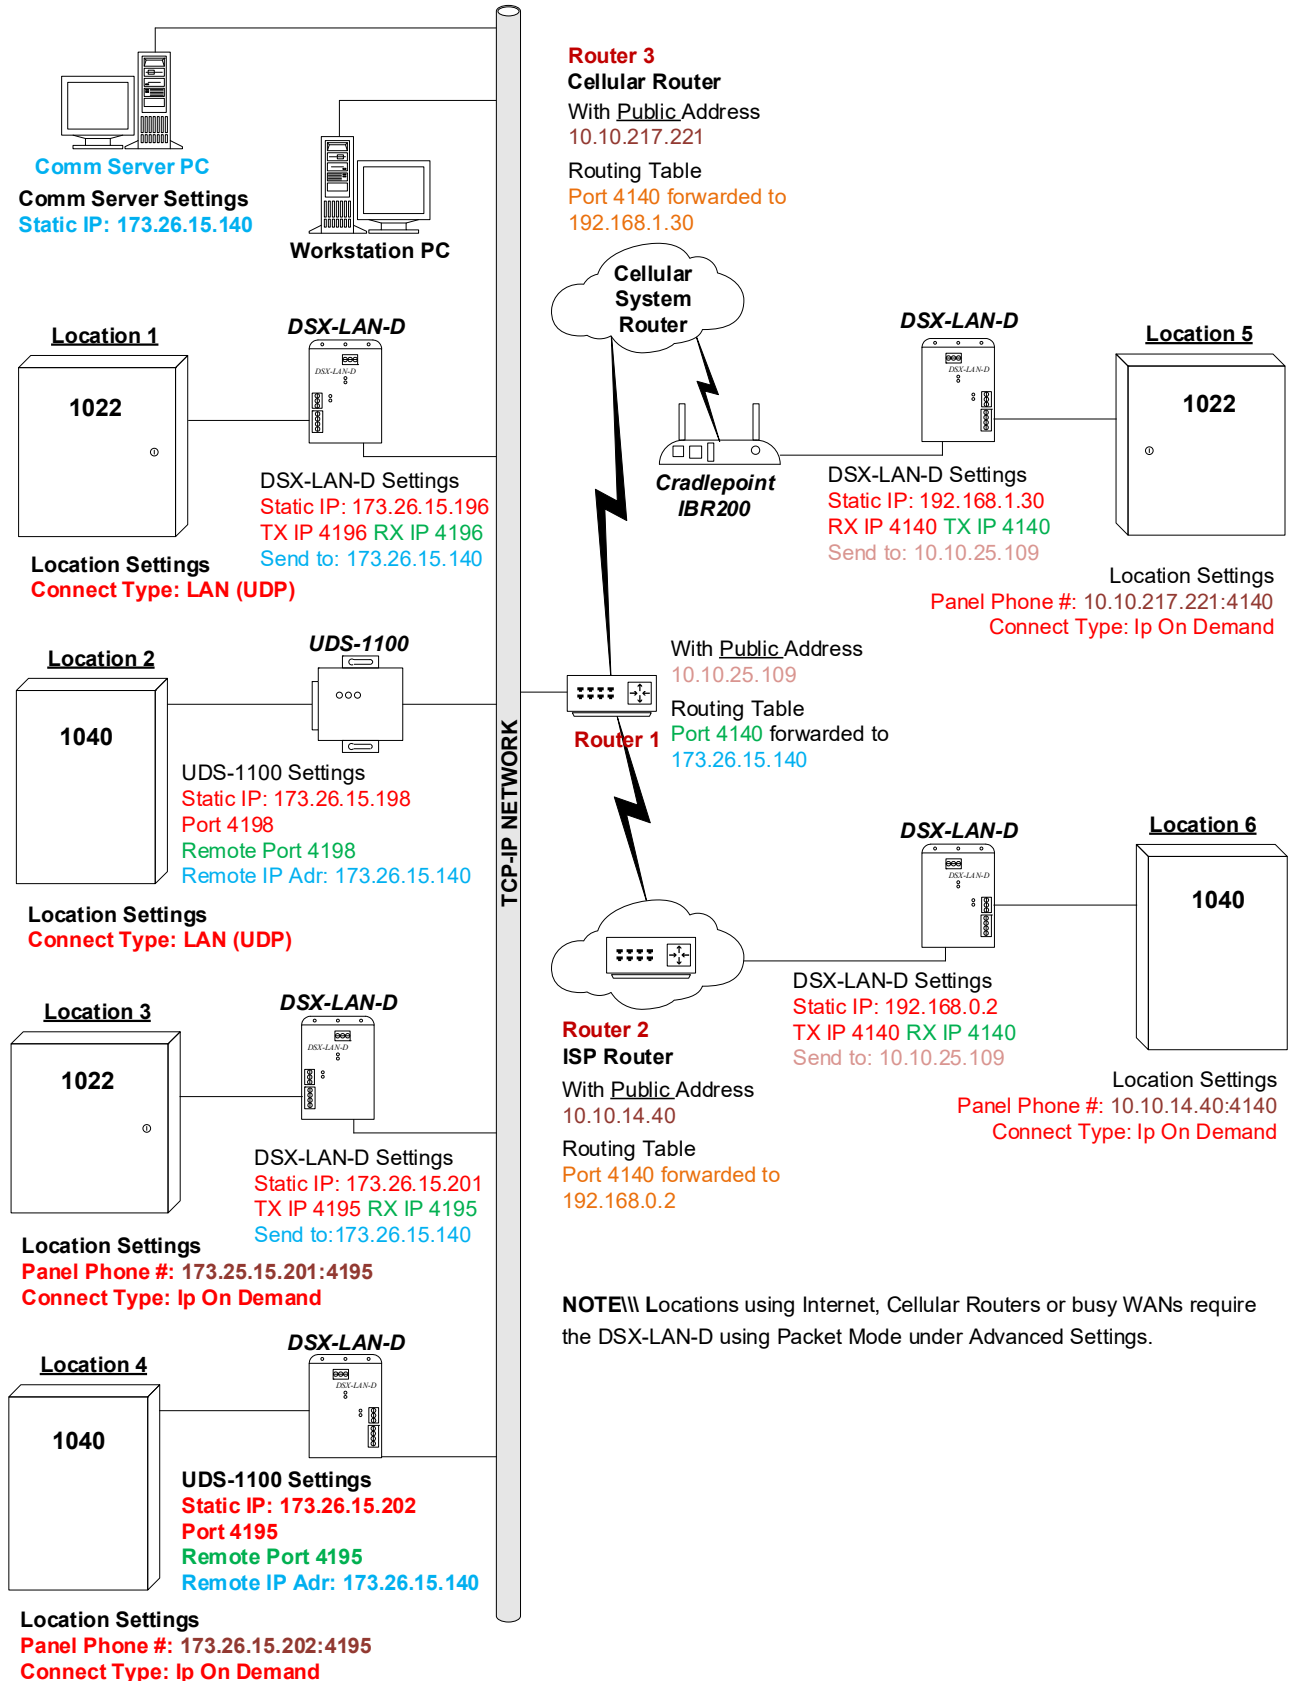 Comm Server PC
Comm Server Settings
Static IP: 173.26.15.140
Workstation PC
Router 3
Cellular Router
With Public Address
10.10.217.221
Routing Table
Port 4140 forwarded to
192.168.1.30
Cellular
System
Router
Location 1
1022
DSX-LAN-D
DSX-LAN-D
DSX-LAN-D Settings
Static IP: 173.26.15.196
TX IP 4196 RX IP 4196
Send to: 173.26.15.140
Location Settings
Connect Type: LAN (UDP)
Cradlepoint
IBR200
DSX-LAN-D
DSX-LAN-D
Location 5
1022
DSX-LAN-D Settings
Static IP: 192.168.1.30
RX IP 4140 TX IP 4140
Send to: 10.10.25.109
Location Settings
Panel Phone #: 10.10.217.221:4140
Connect Type: Ip On Demand
Location 2
1040
UDS-1100
UDS-1100 Settings
Static IP: 173.26.15.198
Port 4198
Remote Port 4198
Remote IP Adr: 173.26.15.140
Location Settings
Connect Type: LAN (UDP)
TCP-IP NETWORK
With Public Address
10.10.25.109
Routing Table
Router 1
Port 4140 forwarded to
173.26.15.140
DSX-LAN-D
DSX-LAN-D
Location 6
1040
DSX-LAN-D Settings
Static IP: 192.168.0.2
TX IP 4140 RX IP 4140
Send to: 10.10.25.109
Location Settings
Panel Phone #: 10.10.14.40:4140
Connect Type: Ip On Demand
Router 2
ISP Router
With Public Address
10.10.14.40
Routing Table
Port 4140 forwarded to
192.168.0.2
Location 3
1022
DSX-LAN-D
DSX-LAN-D
DSX-LAN-D Settings
Static IP: 173.26.15.201
TX IP 4195 RX IP 4195
Send to:173.26.15.140
Location Settings
Panel Phone #: 173.25.15.201:4195
Connect Type: Ip On Demand
NOTE\\\ Locations using Internet, Cellular Routers or busy WANs require
the DSX-LAN-D using Packet Mode under Advanced Settings.
Location 4
1040
DSX-LAN-D
DSX-LAN-D
UDS-1100 Settings
Static IP: 173.26.15.202
Port 4195
Remote Port 4195
Remote IP Adr: 173.26.15.140
Location Settings
Panel Phone #: 173.26.15.202:4195
Connect Type: Ip On Demand